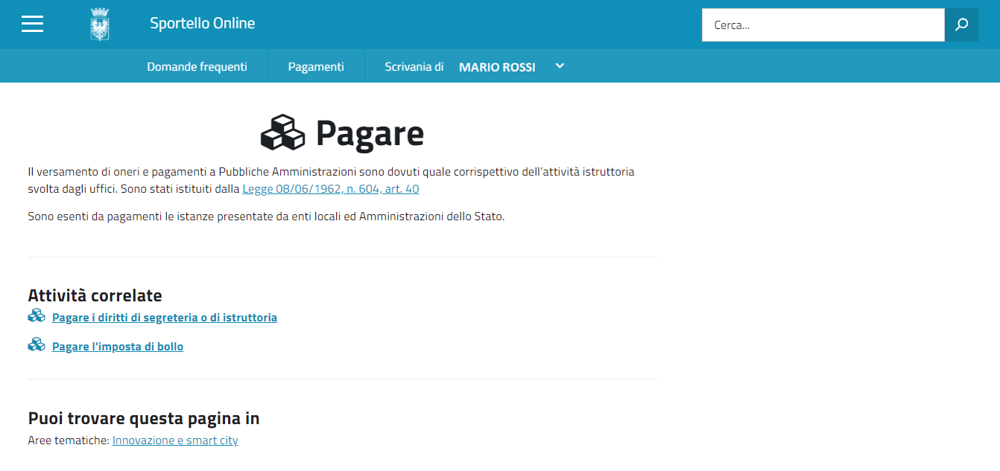 Sportello Online
Cerca...
Domande frequenti
Pagamenti
Scrivania di MARIO ROSSI
Pagare
Il versamento di oneri e pagamenti a Pubbliche Amministrazioni sono dovuti quale corrispettivo dell'attività istruttoria
svolta dagli uffici. Sono stati istituiti dalla Legge 08/06/1962, n. 604, art. 40
Sono esenti da pagamenti le istanze presentate da enti locali ed Amministrazioni dello Stato.
Attività correlate
Pagare i diritti di segreteria o di istruttoria
Pagare l'imposta di bollo
Puoi trovare questa pagina in
Aree tematiche: Innovazione e smart city